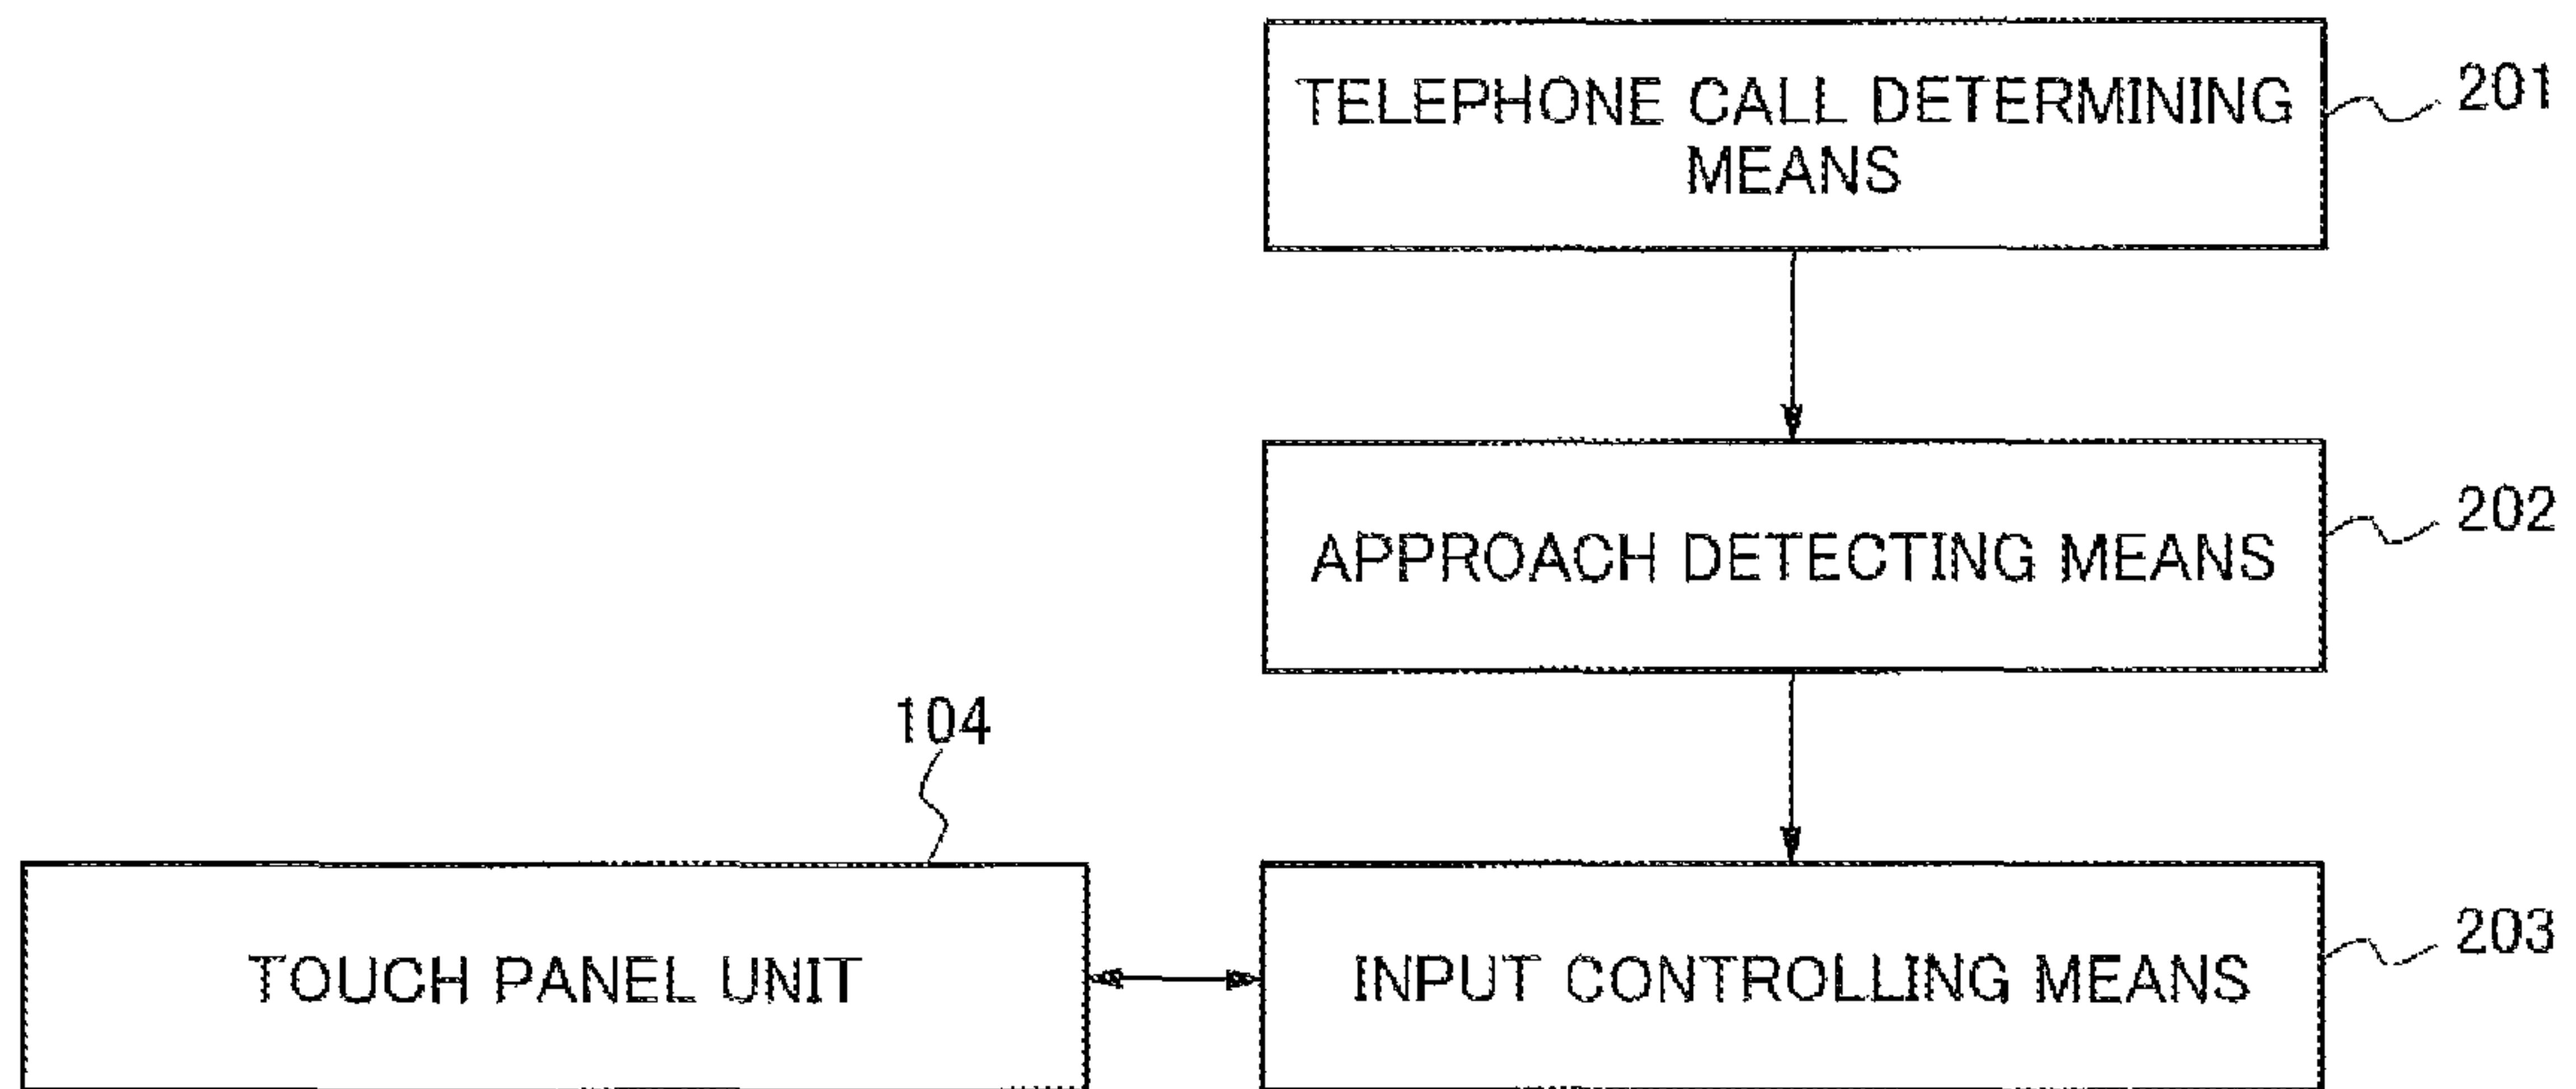 TELEPHONE CALL DETERMINING
MEANS
201
APPROACH DETECTING MEANS
202
104
TOUCH PANEL UNIT
INPUT CONTROLLING MEANS
203